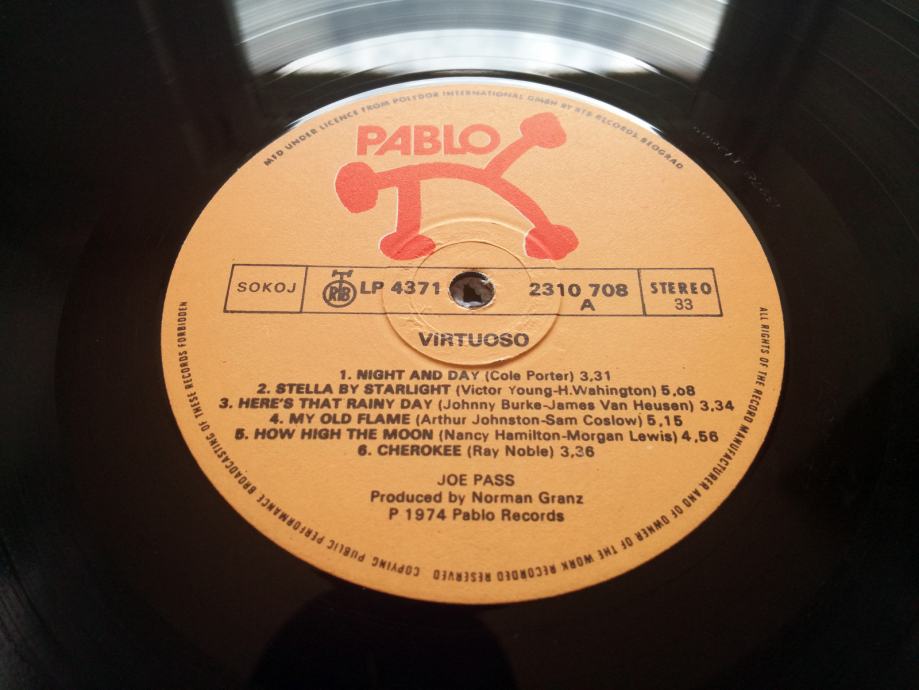 MFD UNDER LICENCE FROM POLYDOR INTERNATIONAL GMBH BY RTB RECORDS BEOGRAD
PABLO
SOKOJ
RTB LP 4371 2310 708
A
STEREO
33
VIRTUOSO
1. NIGHT AND DAY (Cole Porter) 3,31
2. STELLA BY STARLIGHT (Victor Young-H.Wahington) 5,08
3. HERE'S THAT RAINY DAY (Johnny Burke-James Van Heusen) 3,34
4. MY OLD FLAME (Arthur Johnston-Sam Coslow) 5,15
5. HOW HIGH THE MOON (Nancy Hamilton-Morgan Lewis) 4,56
6. CHEROKEE (Ray Noble) 3,36
JOE PASS
Produced by Norman Granz
P 1974 Pablo Records
ALL RIGHTS OF THE RECORD MANUFACTURER AND OF OWNER OF THE WORK RECORDED RESERVED COPYING PUBLIC PERFORMANCE BROADCASTING OF THESE RECORDS FORBIDDEN